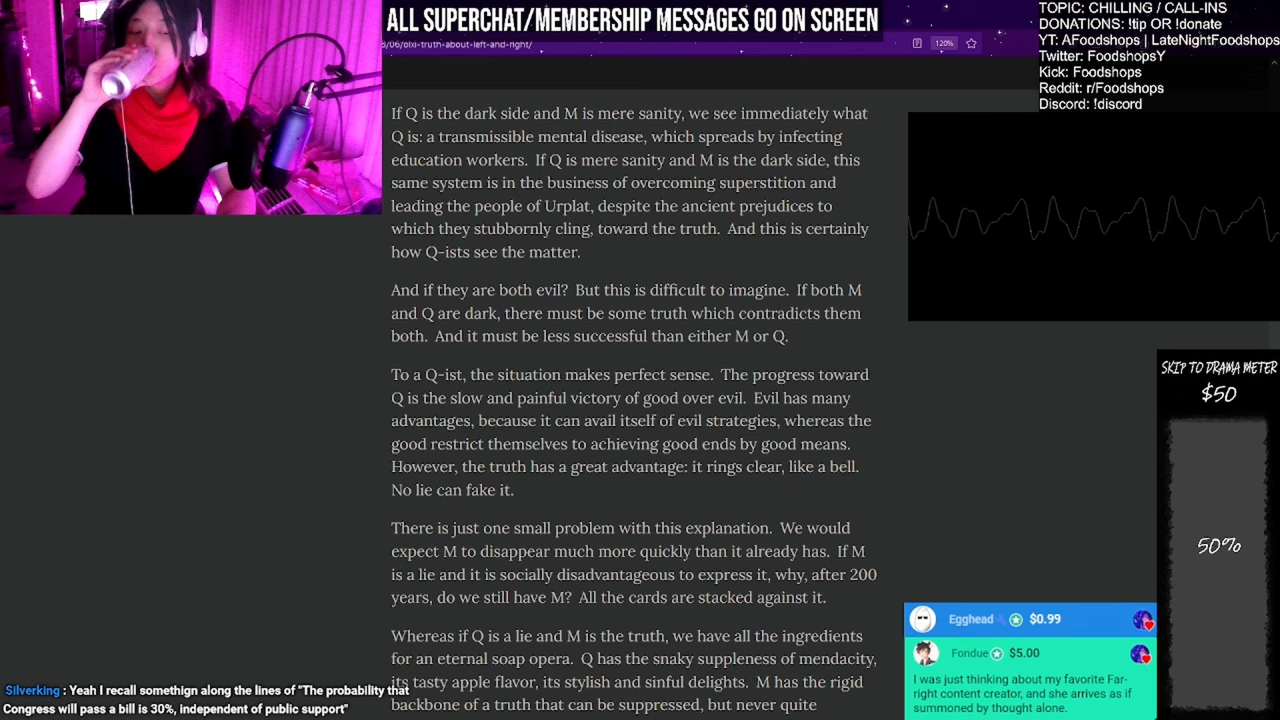 ALL SUPERCHAT/MEMBERSHIP MESSAGES GO ON SCREEN
/06/olxi-truth-about-left-and-right/
120%
TOPIC: CHILLING / CALL-INS
DONATIONS: !tip OR !donate
YT: AFoodshops | LateNightFoodshops
Twitter: FoodshopsY
Kick: Foodshops
Reddit: r/Foodshops
Discord: !discord
If Q is the dark side and M is mere sanity, we see immediately what
Q is: a transmissible mental disease, which spreads by infecting
education workers. If Q is mere sanity and M is the dark side, this
same system is in the business of overcoming superstition and
leading the people of Urplat, despite the ancient prejudices to
which they stubbornly cling, toward the truth. And this is certainly
how Q-ists see the matter.
And if they are both evil? But this is difficult to imagine. If both M
and Q are dark, there must be some truth which contradicts them
both. And it must be less successful than either M or Q.
To a Q-ist, the situation makes perfect sense. The progress toward
Q is the slow and painful victory of good over evil. Evil has many
advantages, because it can avail itself of evil strategies, whereas the
good restrict themselves to achieving good ends by good means.
However, the truth has a great advantage: it rings clear, like a bell.
No lie can fake it.
There is just one small problem with this explanation. We would
expect M to disappear much more quickly than it already has. If M
is a lie and it is socially disadvantageous to express it, why, after 200
years, do we still have M? All the cards are stacked against it.
Whereas if Q is a lie and M is the truth, we have all the ingredients
for an eternal soap opera. Q has the snaky suppleness of mendacity,
its tasty apple flavor, its stylish and sinful delights. M has the rigid
backbone of a truth that can be suppressed, but never quite
SKIP TO DRAMA METER
$50
50%
Egghead $0.99
Fondue $5.00
I was just thinking about my favorite Far-
right content creator, and she arrives as if
summoned by thought alone.
Silverking : Yeah I recall somethign along the lines of "The probability that
Congress will pass a bill is 30%, independent of public support"